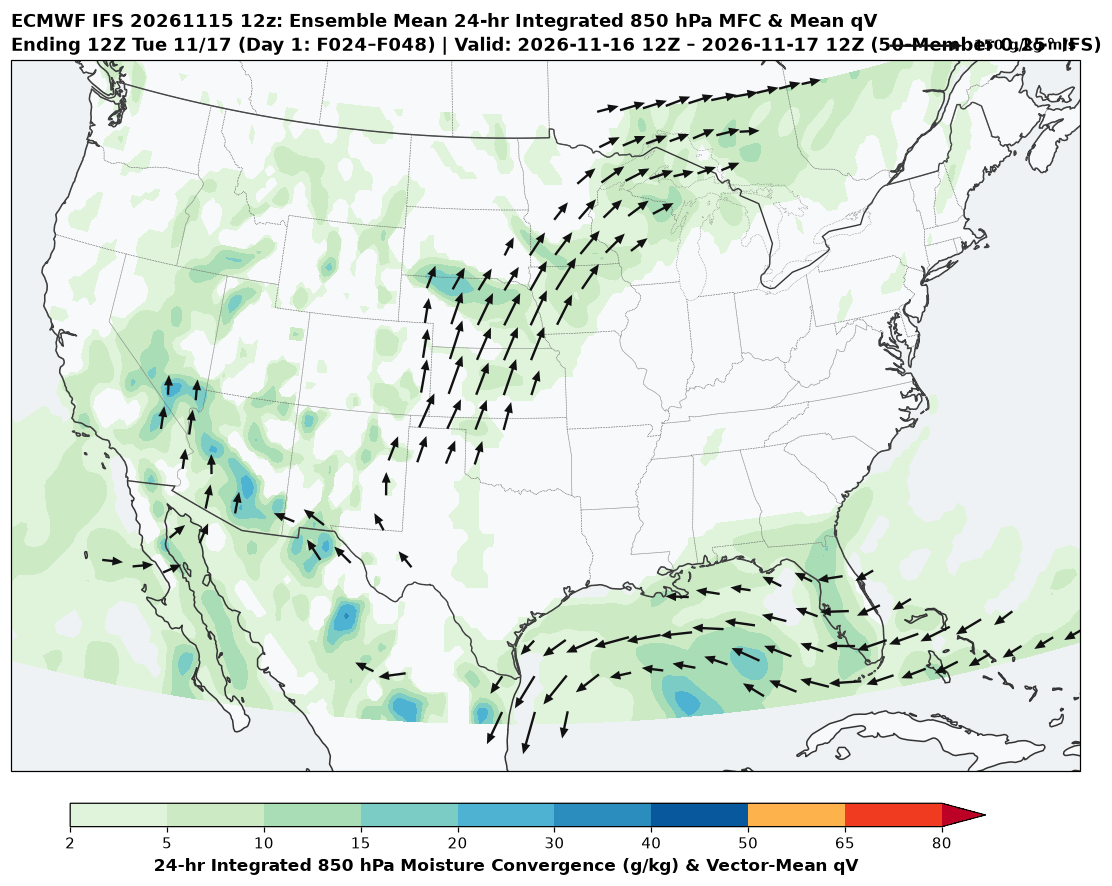 ECMWF IFS 20261115 12z: Ensemble Mean 24-hr Integrated 850 hPa MFC & Mean qV
Ending 12Z Tue 11/17 (Day 1: F024–F048) | Valid: 2026-11-16 12Z – 2026-11-17 12Z (50-Member 0.25° IFS)
150 g/kg·m/s
2 5 10 15 20 30 40 50 65 80
24-hr Integrated 850 hPa Moisture Convergence (g/kg) & Vector-Mean qV